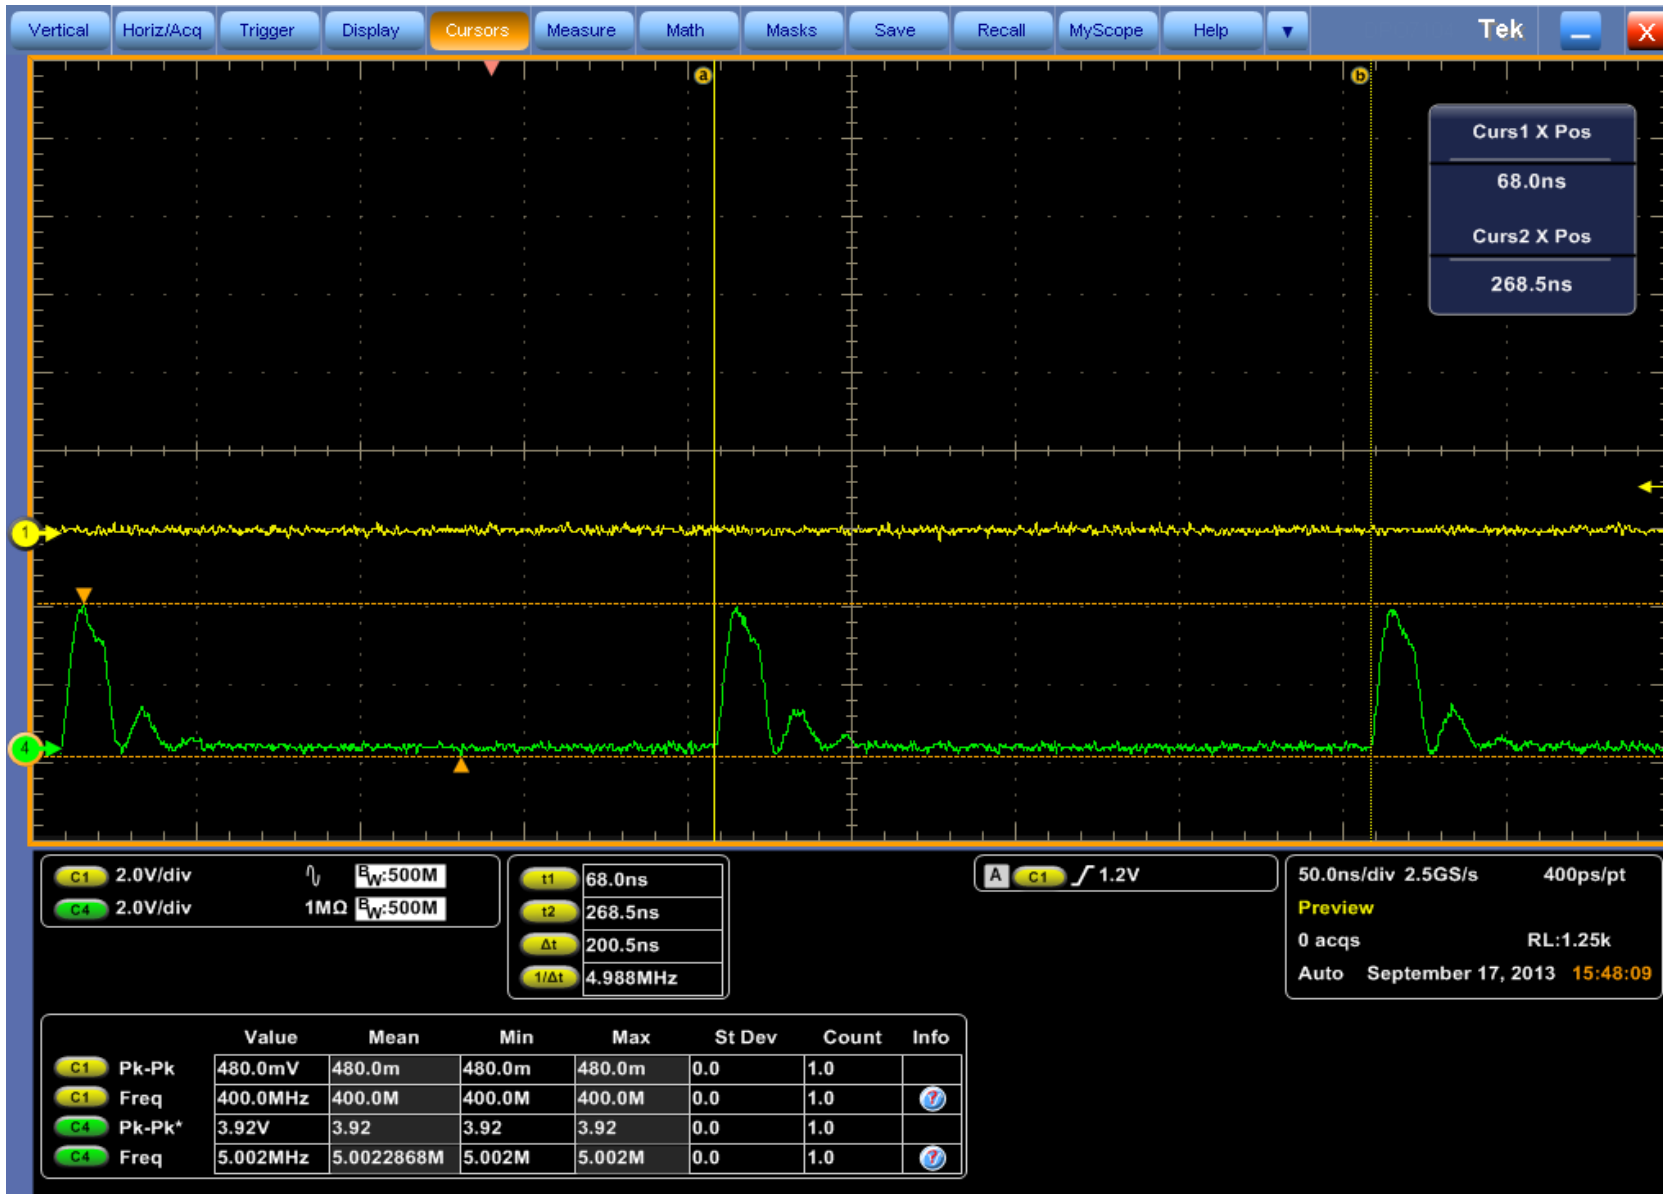 Vertical Horiz/Acq Trigger Display Cursors Measure Math Masks Save Recall MyScope Help Tek X
a b
Curs1 X Pos
68.0ns
Curs2 X Pos
268.5ns
1
4
C1 2.0V/div BW:500M
C4 2.0V/div 1MΩ BW:500M
t1 68.0ns
t2 268.5ns
Δt 200.5ns
1/Δt 4.988MHz
A C1 1.2V
50.0ns/div 2.5GS/s 400ps/pt
Preview
0 acqs RL:1.25k
Auto September 17, 2013 15:48:09
Value Mean Min Max St Dev Count Info
C1 Pk-Pk 480.0mV 480.0m 480.0m 480.0m 0.0 1.0
C1 Freq 400.0MHz 400.0M 400.0M 400.0M 0.0 1.0 ?
C4 Pk-Pk* 3.92V 3.92 3.92 3.92 0.0 1.0
C4 Freq 5.002MHz 5.0022868M 5.002M 5.002M 0.0 1.0 ?